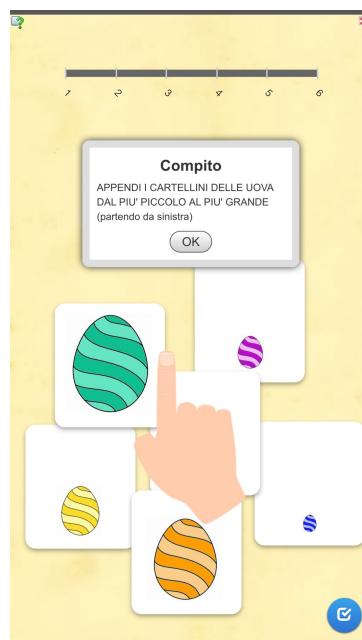 1 2 3 4 5 6
Compito
APPENDI I CARTELLINI DELLE UOVA
DAL PIU' PICCOLO AL PIU' GRANDE
(partendo da sinistra)
OK